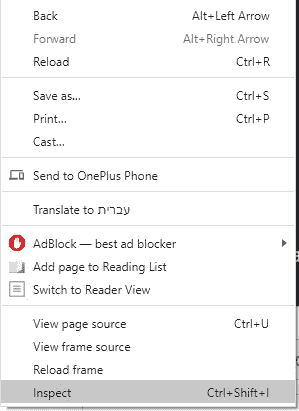 Back Alt+Left Arrow
Forward Alt+Right Arrow
Reload Ctrl+R
Save as... Ctrl+S
Print... Ctrl+P
Cast...
Send to OnePlus Phone
Translate to עברית
AdBlock — best ad blocker
Add page to Reading List
Switch to Reader View
View page source Ctrl+U
View frame source
Reload frame
Inspect Ctrl+Shift+I